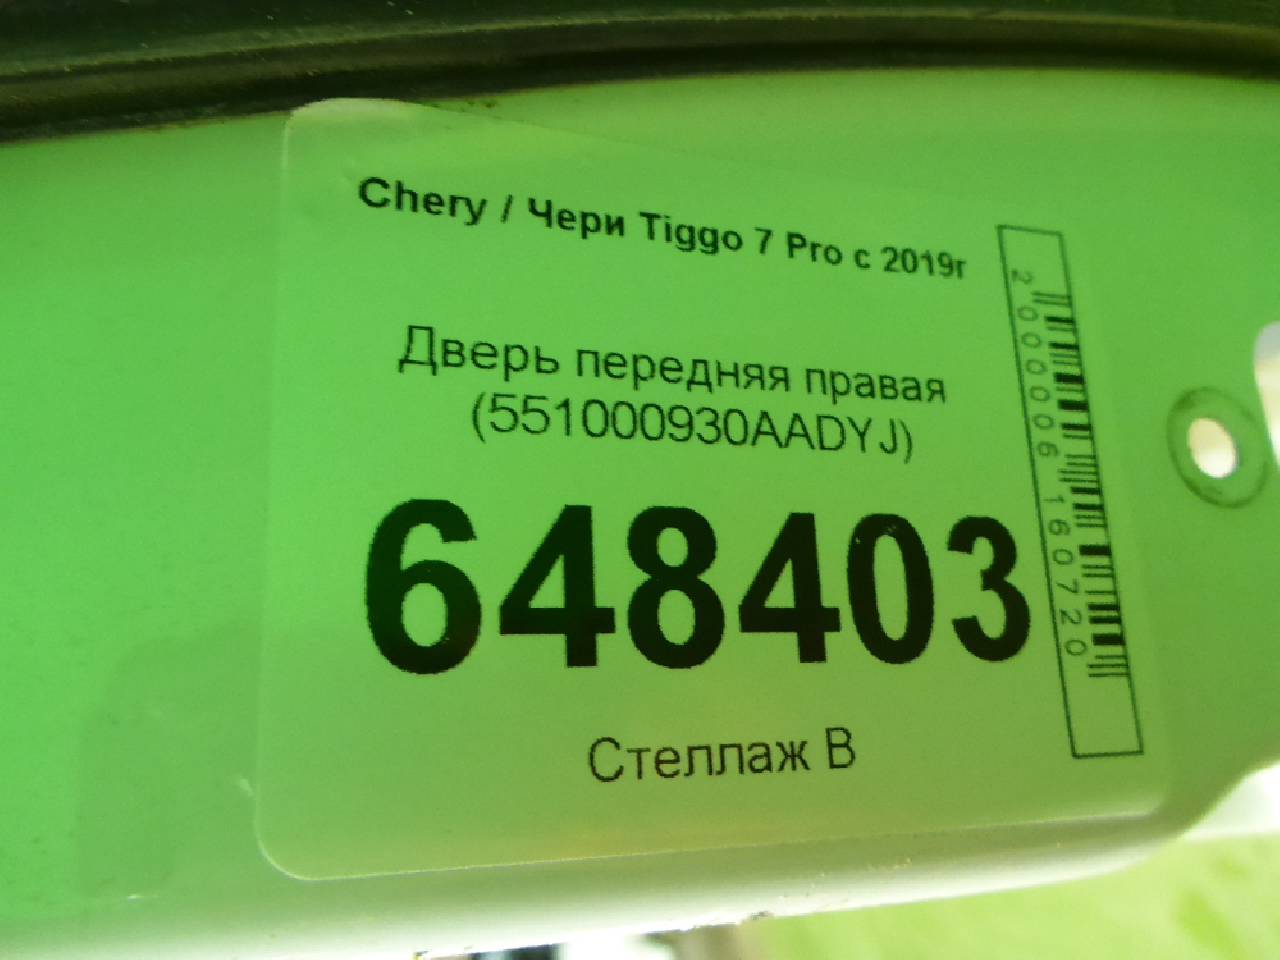 Chery / Чери Tiggo 7 Pro с 2019г
Дверь передняя правая
(551000930AADYJ)
648403
Стеллаж В
2000006160720